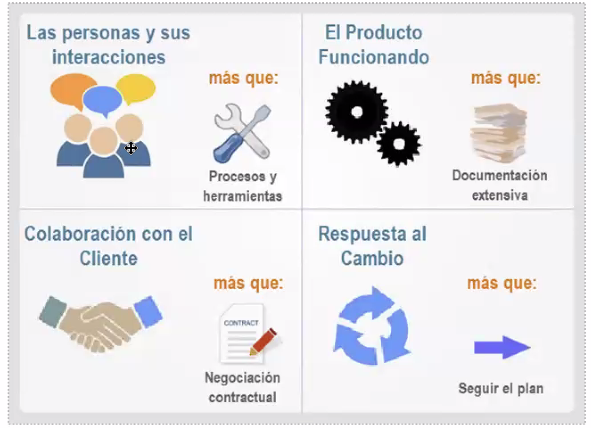 Las personas y sus
interacciones
más que:
Procesos y
herramientas
El Producto
Funcionando
más que:
Documentación
extensiva
Colaboración con el
Cliente
más que:
CONTRACT
Negociación
contractual
Respuesta al
Cambio
más que:
Seguir el plan